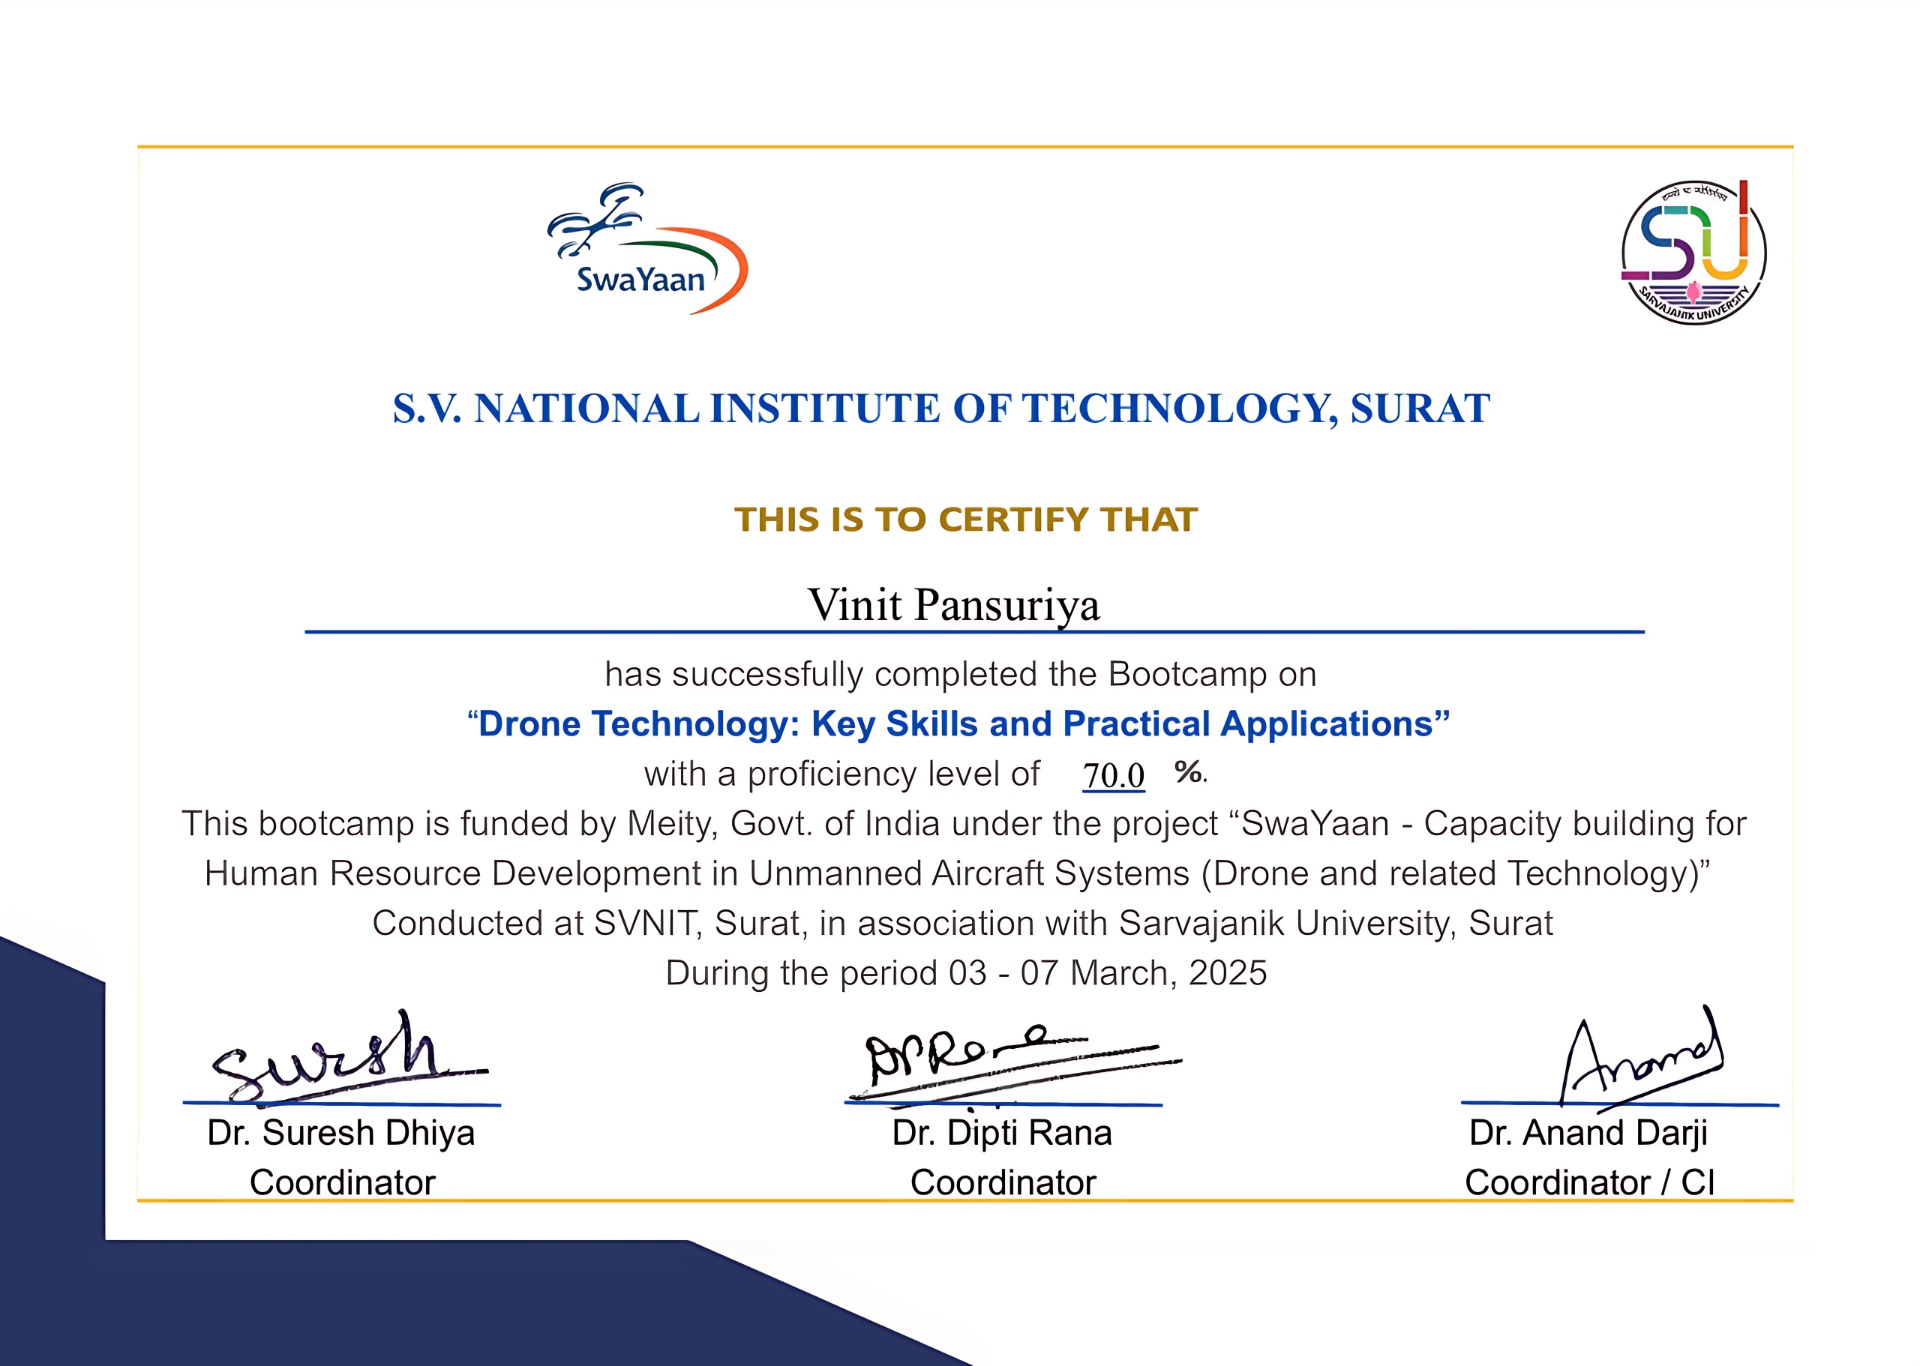 SwaYaan
SARVAJANIK UNIVERSITY
S.V. NATIONAL INSTITUTE OF TECHNOLOGY, SURAT
THIS IS TO CERTIFY THAT
Vinit Pansuriya
has successfully completed the Bootcamp on
“Drone Technology: Key Skills and Practical Applications”
with a proficiency level of 70.0 %.
This bootcamp is funded by Meity, Govt. of India under the project “SwaYaan - Capacity building for
Human Resource Development in Unmanned Aircraft Systems (Drone and related Technology)”
Conducted at SVNIT, Surat, in association with Sarvajanik University, Surat
During the period 03 - 07 March, 2025
Suresh
DPRana
Anand
Dr. Suresh Dhiya
Dr. Dipti Rana
Dr. Anand Darji
Coordinator
Coordinator
Coordinator / CI